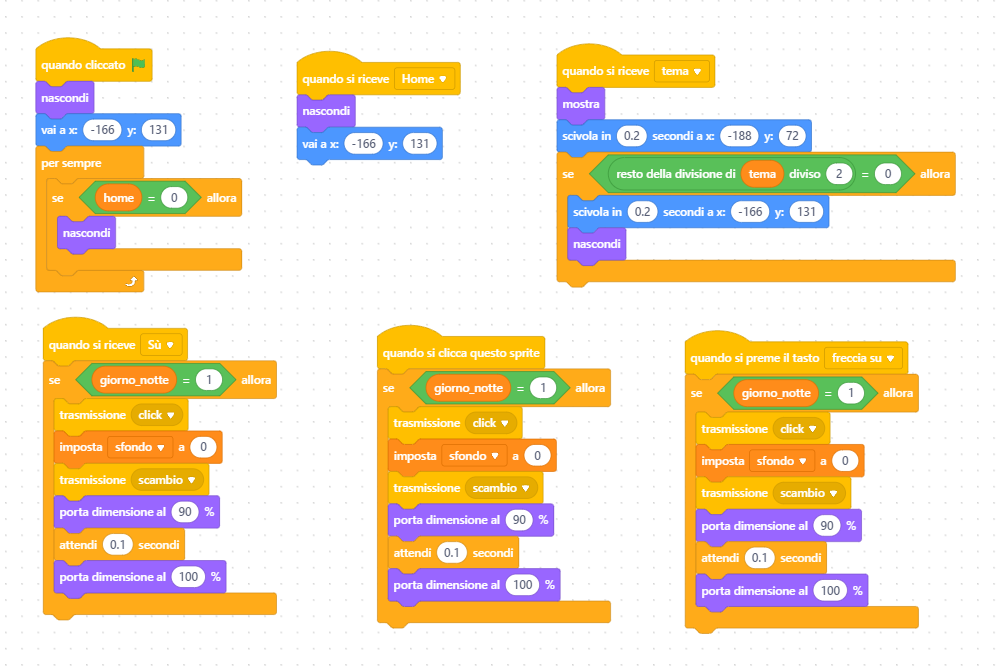 quando cliccato
nascondi
vai a x: -166 y: 131
per sempre
se home = 0 allora
nascondi
quando si riceve Home
nascondi
vai a x: -166 y: 131
quando si riceve tema
mostra
scivola in 0.2 secondi a x: -188 y: 72
se resto della divisione di tema diviso 2 = 0 allora
scivola in 0.2 secondi a x: -166 y: 131
nascondi
quando si riceve Sù
se giorno_notte = 1 allora
trasmissione click
imposta sfondo a 0
trasmissione scambio
porta dimensione al 90 %
attendi 0.1 secondi
porta dimensione al 100 %
quando si clicca questo sprite
se giorno_notte = 1 allora
trasmissione click
imposta sfondo a 0
trasmissione scambio
porta dimensione al 90 %
attendi 0.1 secondi
porta dimensione al 100 %
quando si preme il tasto freccia su
se giorno_notte = 1 allora
trasmissione click
imposta sfondo a 0
trasmissione scambio
porta dimensione al 90 %
attendi 0.1 secondi
porta dimensione al 100 %